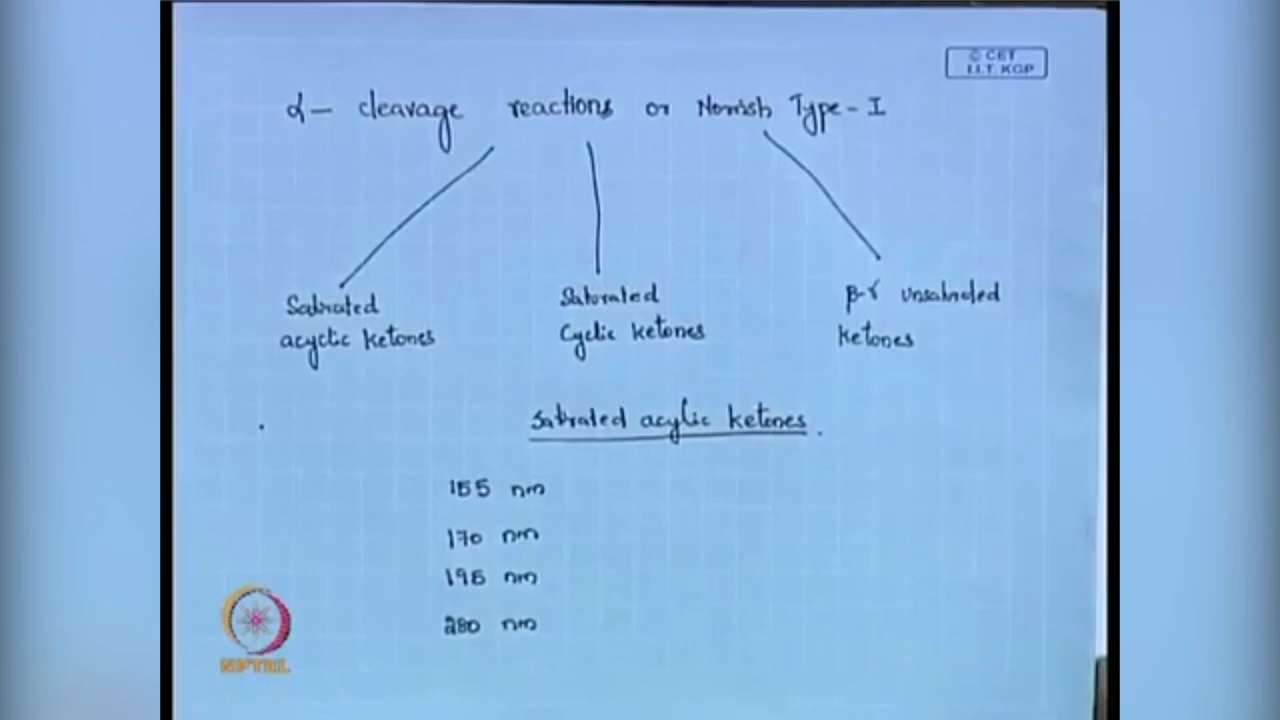 © CET
I.I.T. KGP
α- cleavage reactions or Norrish Type-I
Saturated
acyclic ketones
Saturated
Cyclic ketones
β-γ unsaturated
ketones
Saturated acylic ketones.
155 nm
170 nm
195 nm
280 nm
NPTEL